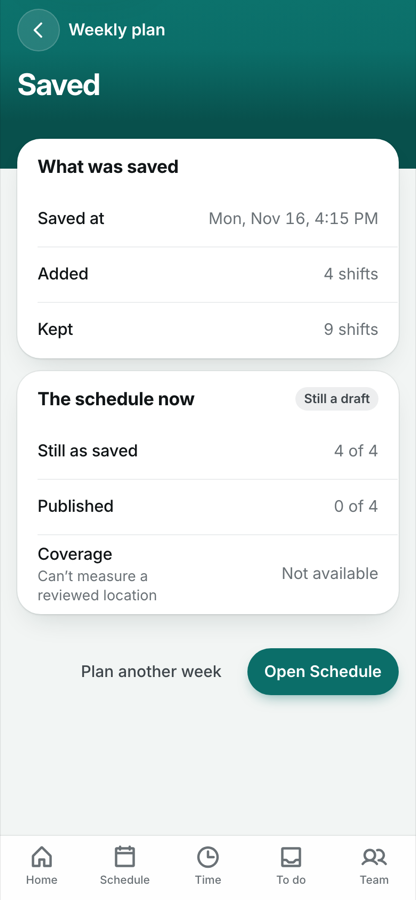 Weekly plan
Saved
What was saved
Saved at
Mon, Nov 16, 4:15 PM
Added
4 shifts
Kept
9 shifts
The schedule now
Still a draft
Still as saved
4 of 4
Published
0 of 4
Coverage
Can’t measure a
reviewed location
Not available
Plan another week
Open Schedule
Home
Schedule
Time
To do
Team